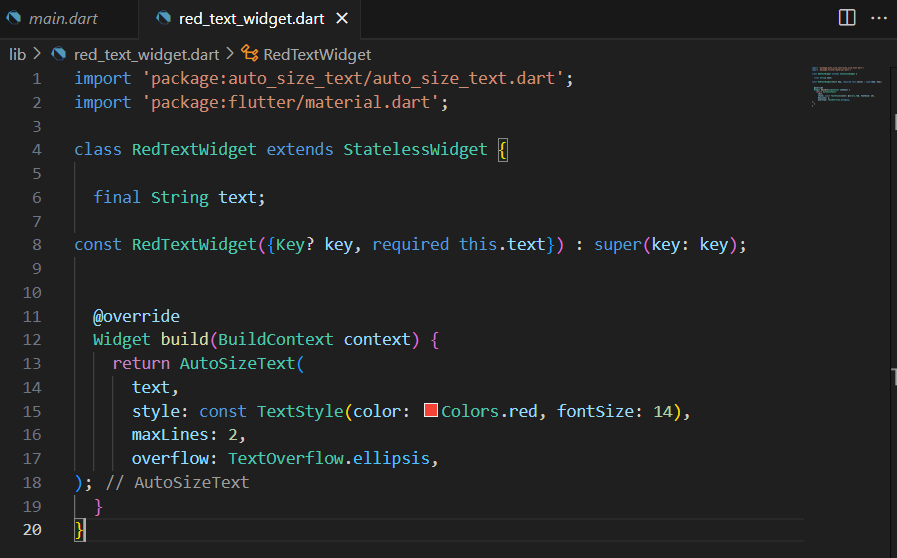 main.dart red_text_widget.dart
lib > red_text_widget.dart > RedTextWidget
1 import 'package:auto_size_text/auto_size_text.dart';
2 import 'package:flutter/material.dart';
3
4 class RedTextWidget extends StatelessWidget {
5
6 final String text;
7
8 const RedTextWidget({Key? key, required this.text}) : super(key: key);
9
10
11 @override
12 Widget build(BuildContext context) {
13 return AutoSizeText(
14 text,
15 style: const TextStyle(color: Colors.red, fontSize: 14),
16 maxLines: 2,
17 overflow: TextOverflow.ellipsis,
18 ); // AutoSizeText
19 }
20 }